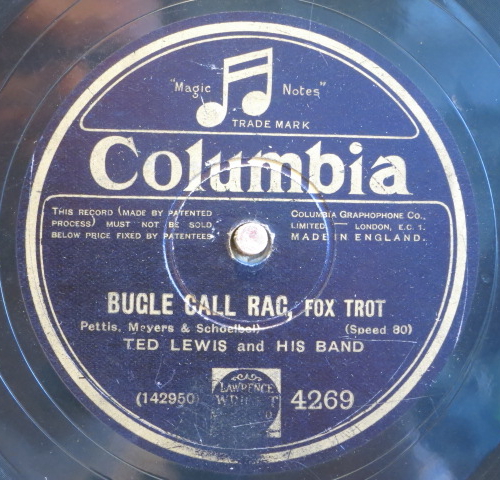 "Magic Notes"
TRADE MARK
Columbia
THIS RECORD (MADE BY PATENTED
PROCESS) MUST NOT BE SOLD
BELOW PRICE FIXED BY PATENTEES
COLUMBIA GRAPHOPHONE CO.,
LIMITED — LONDON, E.C. 1.
MADE IN ENGLAND.
BUGLE CALL RAG, FOX TROT
Pettis, Meyers & Schoebel) (Speed 80)
TED LEWIS and HIS BAND
LAWRENCE
(142950) 4269